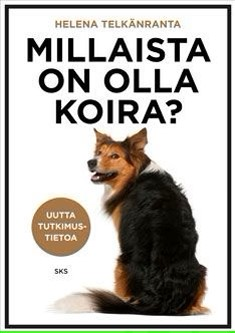 HELENA TELKÄNRANTA
MILLAISTA
ON OLLA
KOIRA?
UUTTA
TUTKIMUS-
TIETOA
SKS